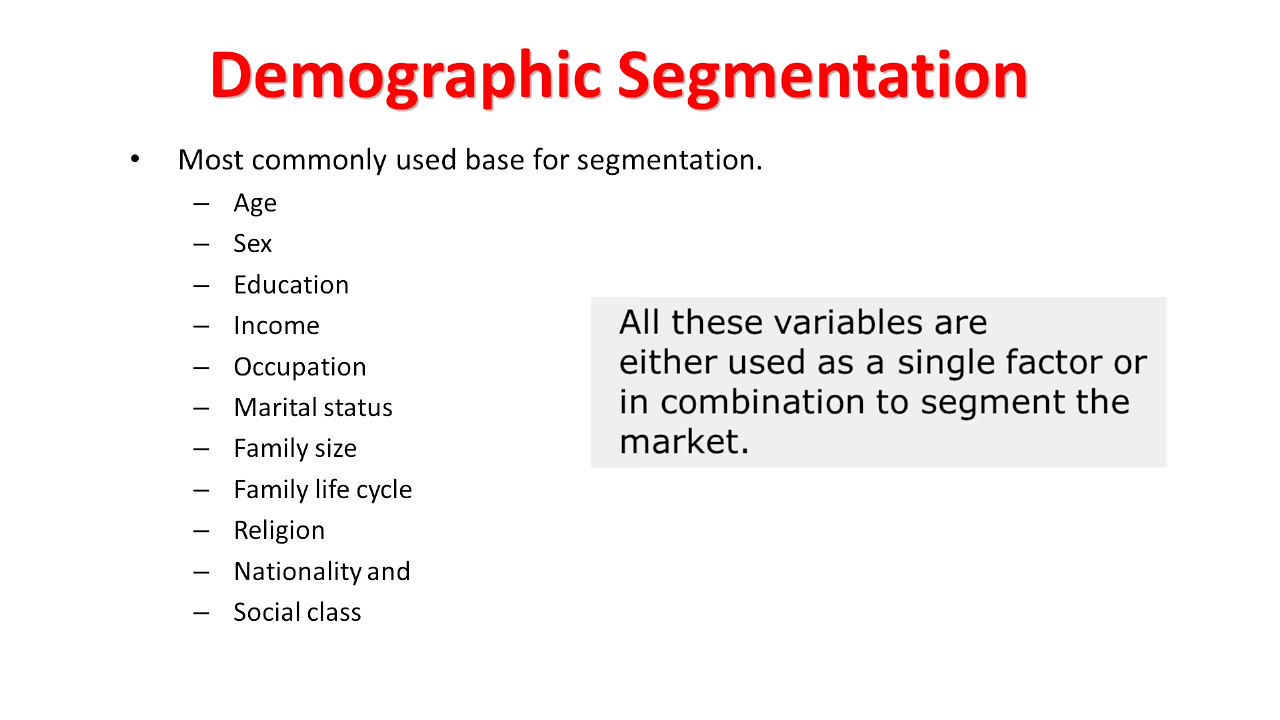 Demographic Segmentation
• Most commonly used base for segmentation.
– Age
– Sex
– Education
– Income
– Occupation
– Marital status
– Family size
– Family life cycle
– Religion
– Nationality and
– Social class
All these variables are
either used as a single factor or
in combination to segment the
market.